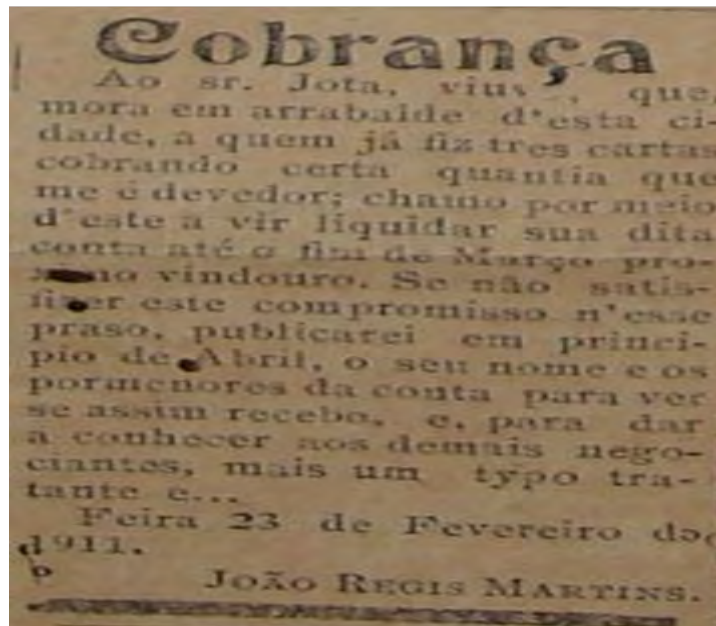 Cobrança
Ao sr. Jota, que,
mora em arrabalde d'esta ci-
dade, a quem já fiz tres cartas
cobrando certa quantia que
me é devedor; chamo por meio
d'este a vir liquidar sua dita
conta até o fim de Março pro-
vindouro. Se não satis-
fizer este compromisso n'esse
praso, publicarei em princi-
pio de Abril, o seu nome e os
pormenores da conta para ver
se assim recebo, e, para dar
a conhecer aos demais nego-
ciantes, mais um typo tra-
tante e...
Feira 23 de Fevereiro de
1911.
JOÃO REGIS MARTINS.